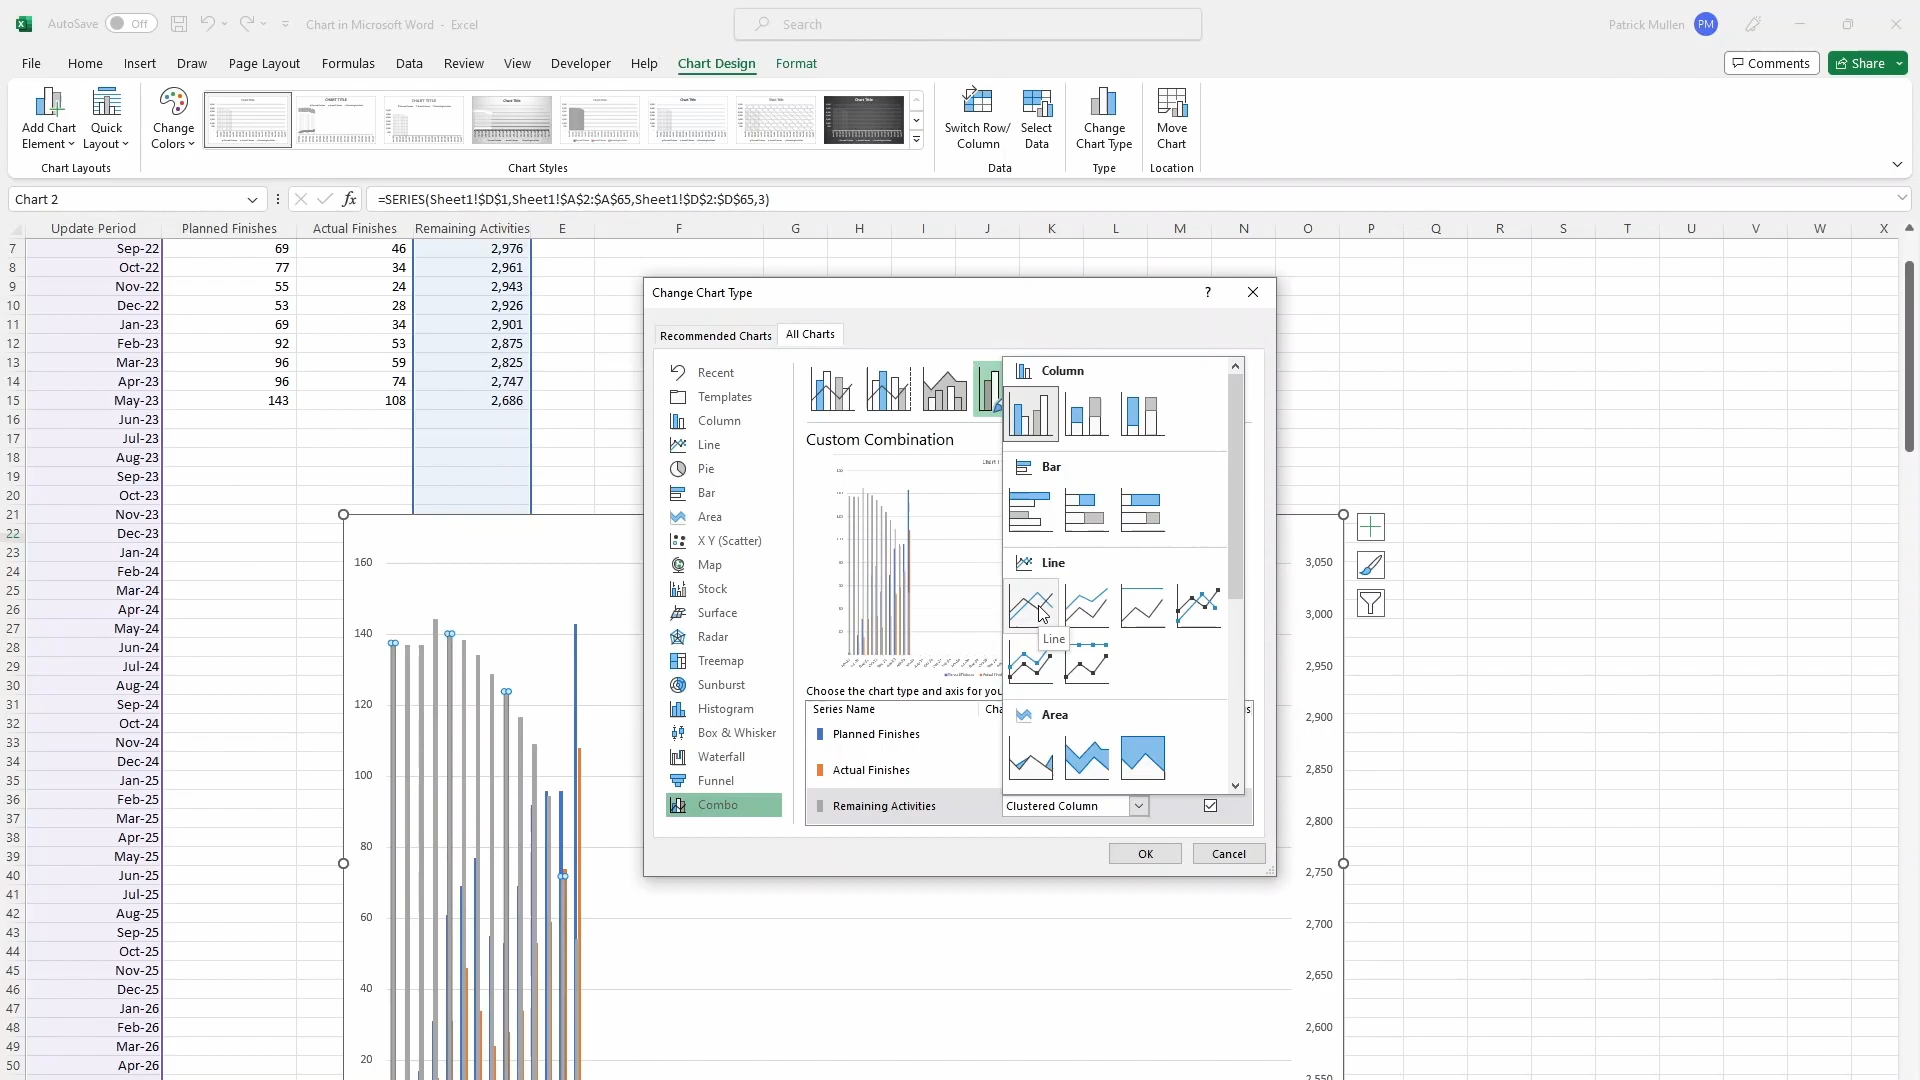 AutoSave Off Chart in Microsoft Word - Excel Search Patrick Mullen PM
File Home Insert Draw Page Layout Formulas Data Review View Developer Help Chart Design Format Comments Share
Add Chart Element
Quick Layout
Change Colors
Switch Row/ Column
Select Data
Change Chart Type
Move Chart
Chart Layouts Chart Styles Data Type Location
Chart 2 fx =SERIES(Sheet1!$D$1,Sheet1!$A$2:$A$65,Sheet1!$D$2:$D$65,3)
Update Period Planned Finishes Actual Finishes Remaining Activities E F G H I J K L M N O P Q R S T U V W X
7 Sep-22 69 46 2,976
8 Oct-22 77 34 2,961
9 Nov-22 55 24 2,943
10 Dec-22 53 28 2,926
11 Jan-23 69 34 2,901
12 Feb-23 92 53 2,875
13 Mar-23 96 59 2,825
14 Apr-23 96 74 2,747
15 May-23 143 108 2,686
16 Jun-23
17 Jul-23
18 Aug-23
19 Sep-23
20 Oct-23
21 Nov-23
22 Dec-23
23 Jan-24
24 Feb-24
25 Mar-24
26 Apr-24
27 May-24
28 Jun-24
29 Jul-24
30 Aug-24
31 Sep-24
32 Oct-24
33 Nov-24
34 Dec-24
35 Jan-25
36 Feb-25
37 Mar-25
38 Apr-25
39 May-25
40 Jun-25
41 Jul-25
42 Aug-25
43 Sep-25
44 Oct-25
45 Nov-25
46 Dec-25
47 Jan-26
48 Feb-26
49 Mar-26
50 Apr-26
160
140
120
100
80
60
40
20
3,050
3,000
2,950
2,900
2,850
2,800
2,750
2,700
2,650
2,600
2,550
Change Chart Type ?
Recommended Charts All Charts
Recent
Templates
Column
Line
Pie
Bar
Area
X Y (Scatter)
Map
Stock
Surface
Radar
Treemap
Sunburst
Histogram
Box & Whisker
Waterfall
Funnel
Combo
Custom Combination
Choose the chart type and axis for you
Series Name Cha
Planned Finishes
Actual Finishes
Remaining Activities Clustered Column
Column
Bar
Line
Line
Area
OK Cancel